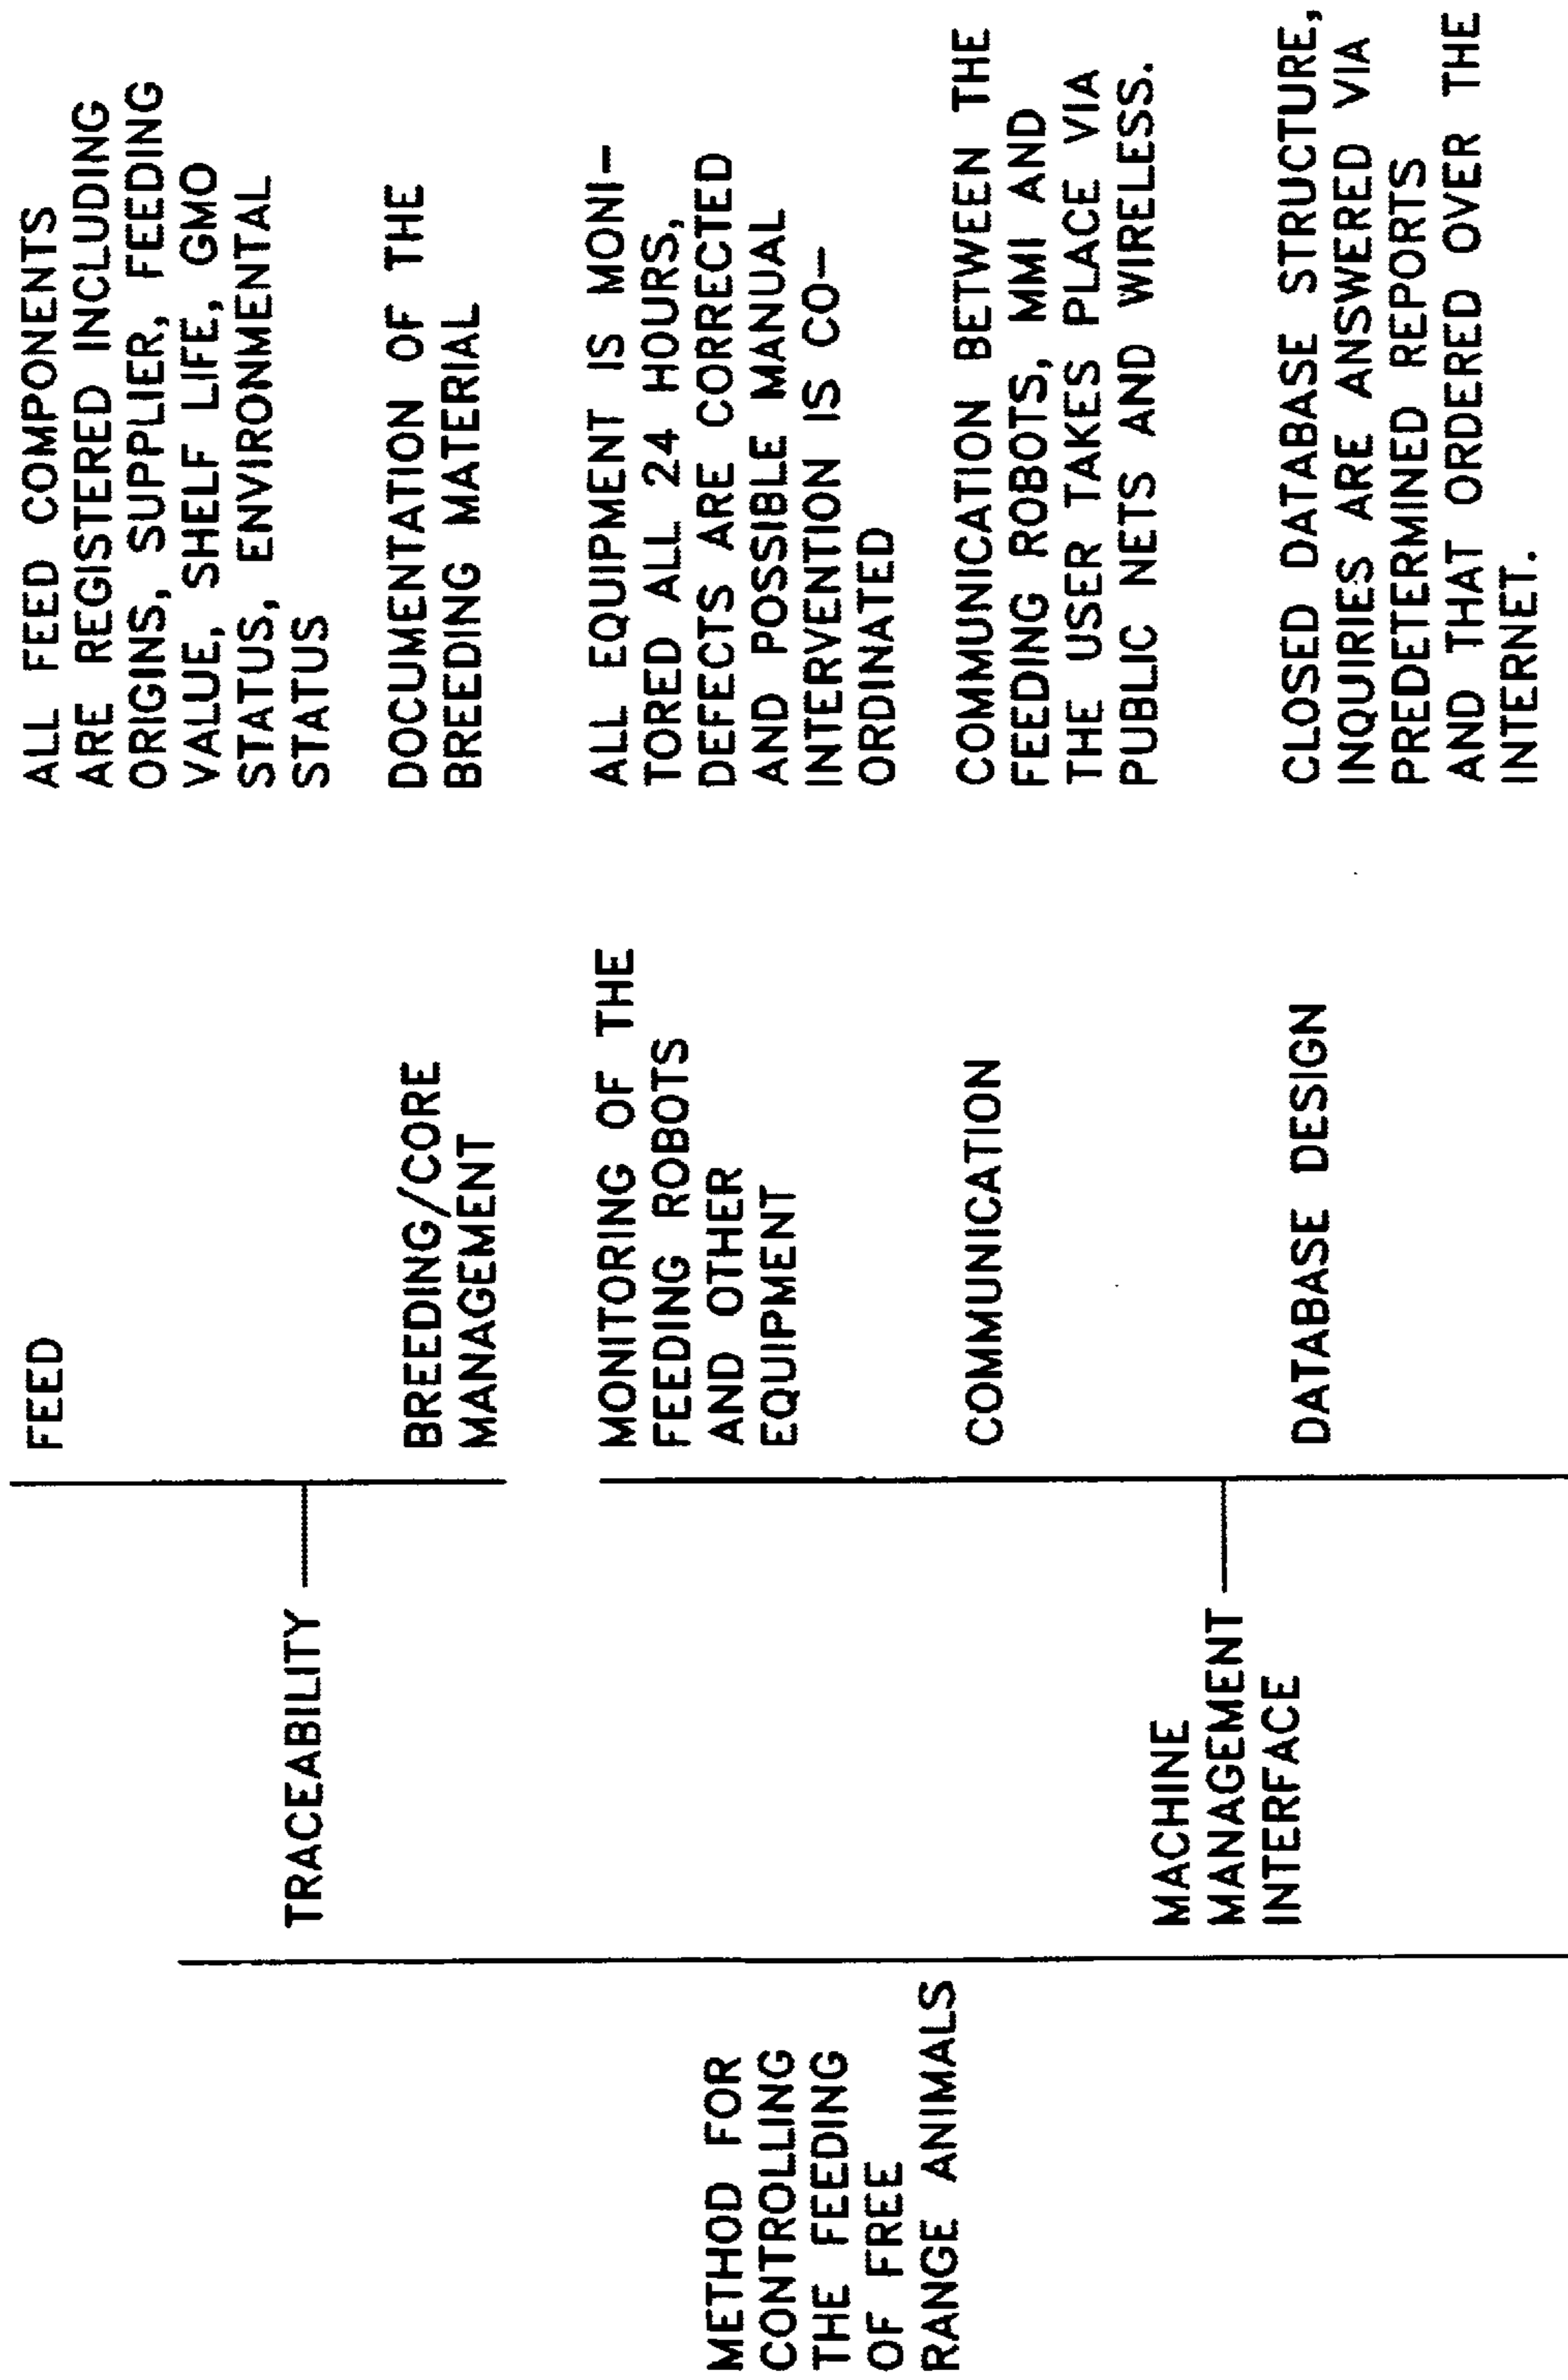 METHOD FOR
CONTROLLING
THE FEEDING
OF FREE
RANGE ANIMALS
TRACEABILITY
FEED
ALL FEED COMPONENTS
ARE REGISTERED INCLUDING
ORIGINS, SUPPLIER, FEEDING
VALUE, SHELF LIFE, GMO
STATUS, ENVIRONMENTAL
STATUS
BREEDING/CORE
MANAGEMENT
DOCUMENTATION OF THE
BREEDING MATERIAL
MACHINE
MANAGEMENT
INTERFACE
MONITORING OF THE
FEEDING ROBOTS
AND OTHER
EQUIPMENT
ALL EQUIPMENT IS MONI-
TORED ALL 24 HOURS,
DEFECTS ARE CORRECTED
AND POSSIBLE MANUAL
INTERVENTION IS CO-
ORDINATED
COMMUNICATION
COMMUNICATION BETWEEN THE
FEEDING ROBOTS, MMI AND
THE USER TAKES PLACE VIA
PUBLIC NETS AND WIRELESS.
DATABASE DESIGN
CLOSED DATABASE STRUCTURE,
INQUIRIES ARE ANSWERED VIA
PREDETERMINED REPORTS
AND THAT ORDERED OVER THE
INTERNET.